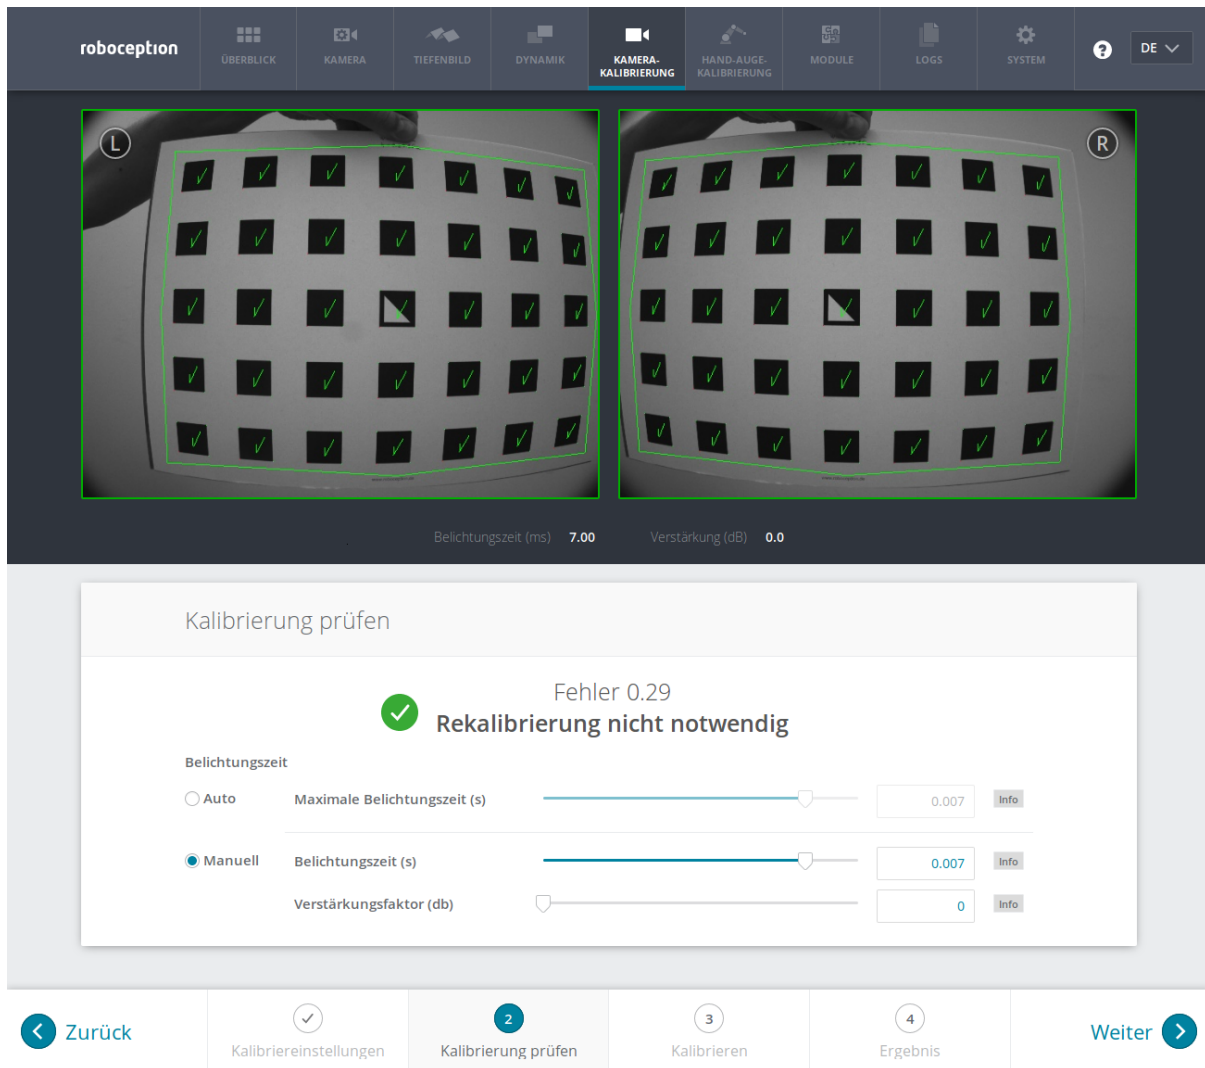 roboception
ÜBERBLICK
KAMERA
TIEFENBILD
DYNAMIK
KAMERA-
KALIBRIERUNG
HAND-AUGE-
KALIBRIERUNG
MODULE
LOGS
SYSTEM
?
DE
L
R
Belichtungszeit (ms) 7.00 Verstärkung (dB) 0.0
Kalibrierung prüfen
Fehler 0.29
Rekalibrierung nicht notwendig
Belichtungszeit
Auto Maximale Belichtungszeit (s) 0.007 Info
Manuell Belichtungszeit (s) 0.007 Info
Verstärkungsfaktor (db) 0 Info
Zurück
Kalibriereinstellungen
2
Kalibrierung prüfen
3
Kalibrieren
4
Ergebnis
Weiter